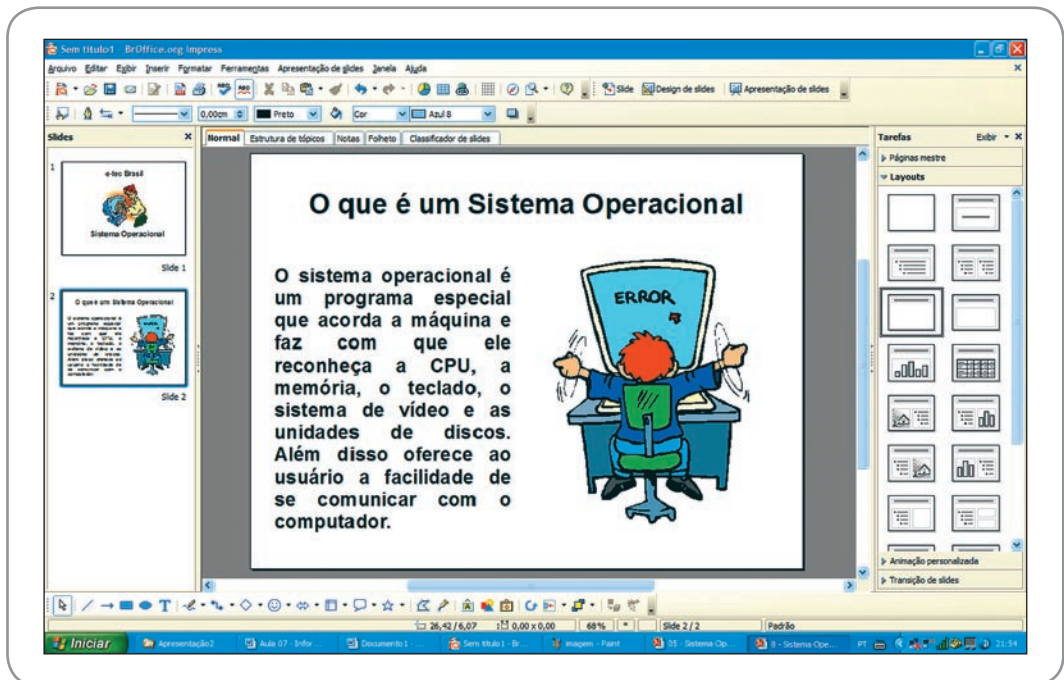 Sem título1 - BrOffice.org Impress
Arquivo Editar Exibir Inserir Formatar Ferramentas Apresentação de slides Janela Ajuda
Slide Design de slides Apresentação de slides
0,00cm Preto Cor Azul 8
Slides
Normal Estrutura de tópicos Notas Folheto Classificador de slides
Tarefas Exibir
Páginas mestre
Layouts
1
e-tec Brasil
Sistema Operacional
Slide 1
2
O que é um Sistema Operacional
Slide 2
O que é um Sistema Operacional
O sistema operacional é
um programa especial
que acorda a máquina e
faz com que ele
reconheça a CPU, a
memória, o teclado, o
sistema de vídeo e as
unidades de discos.
Além disso oferece ao
usuário a facilidade de
se comunicar com o
computador.
ERROR
Animação personalizada
Transição de slides
26,42 / 6,07 0,00 x 0,00 68% * Slide 2 / 2 Padrão
Iniciar Apresentação2 Aula 07 - Infor... Documento1 - ... Sem título1 - Br... imagem - Paint 05 - Sistema Op... 8 - Sistema Ope... PT 21:54